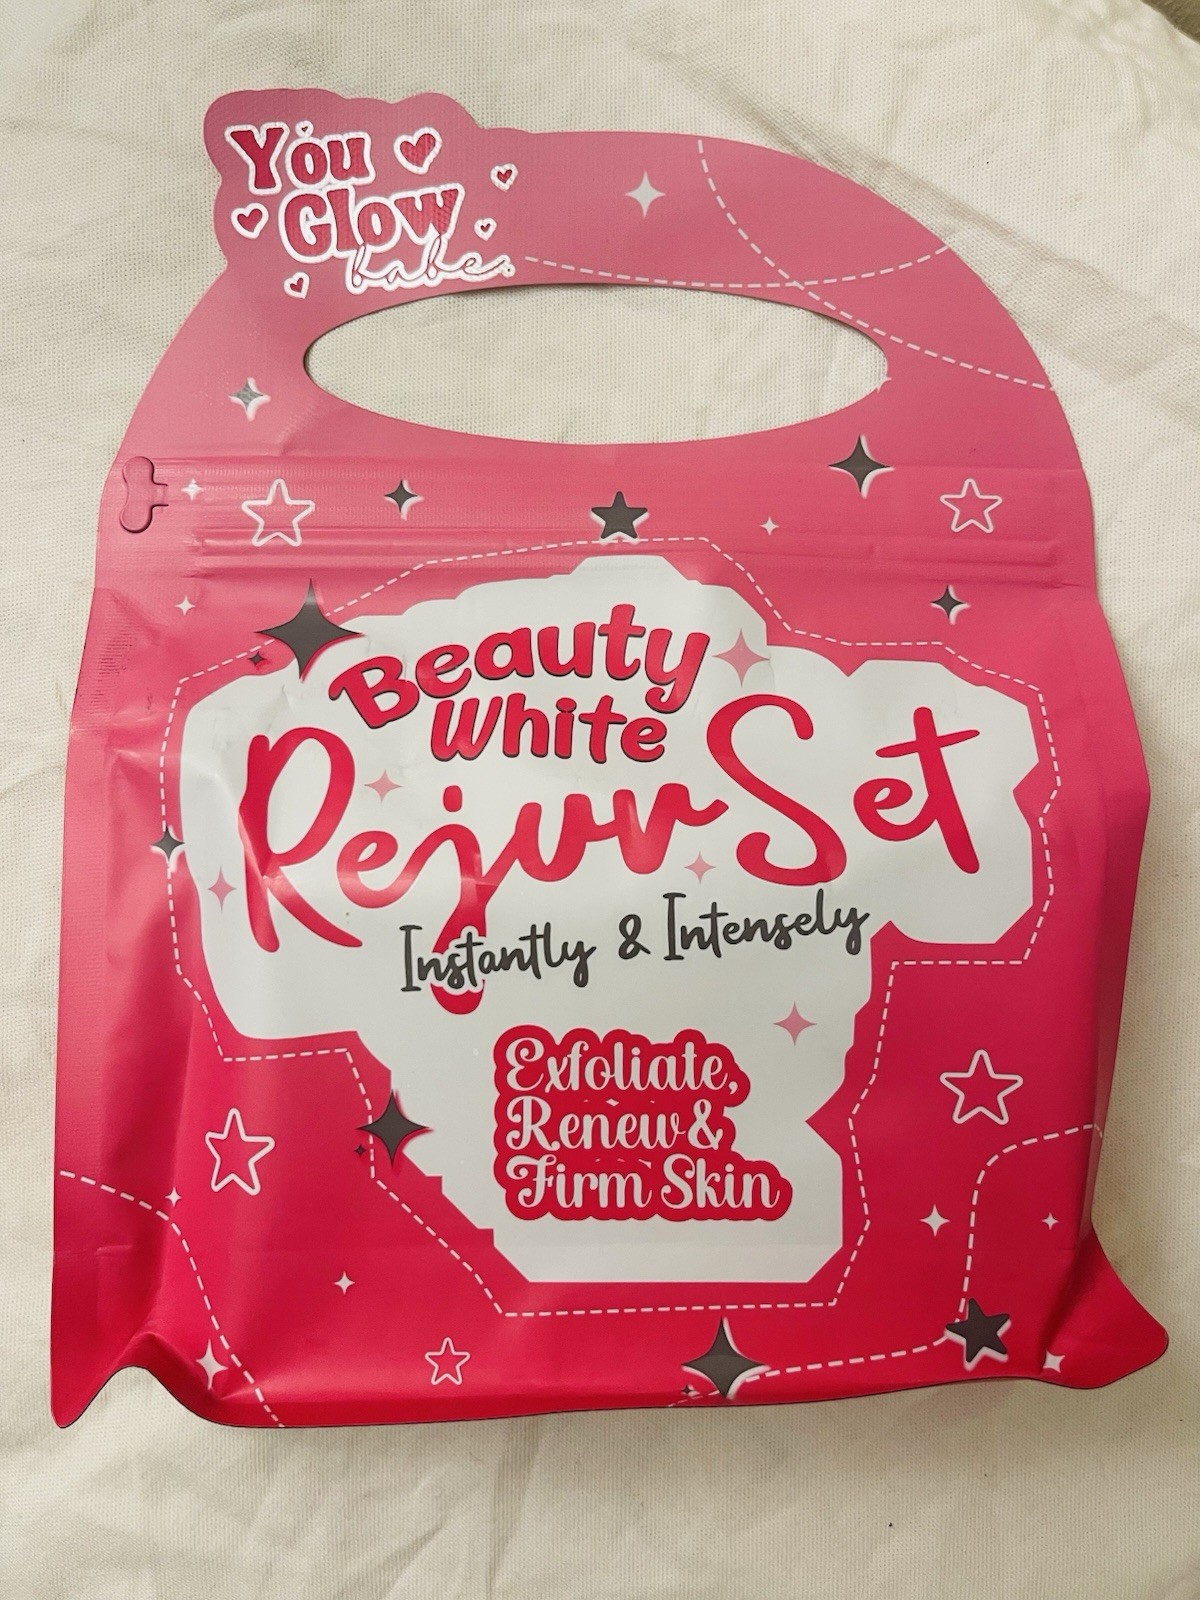 You
Glow
babe
Beauty
White
Rejuv Set
Instantly & Intensely
Exfoliate,
Renew &
Firm Skin